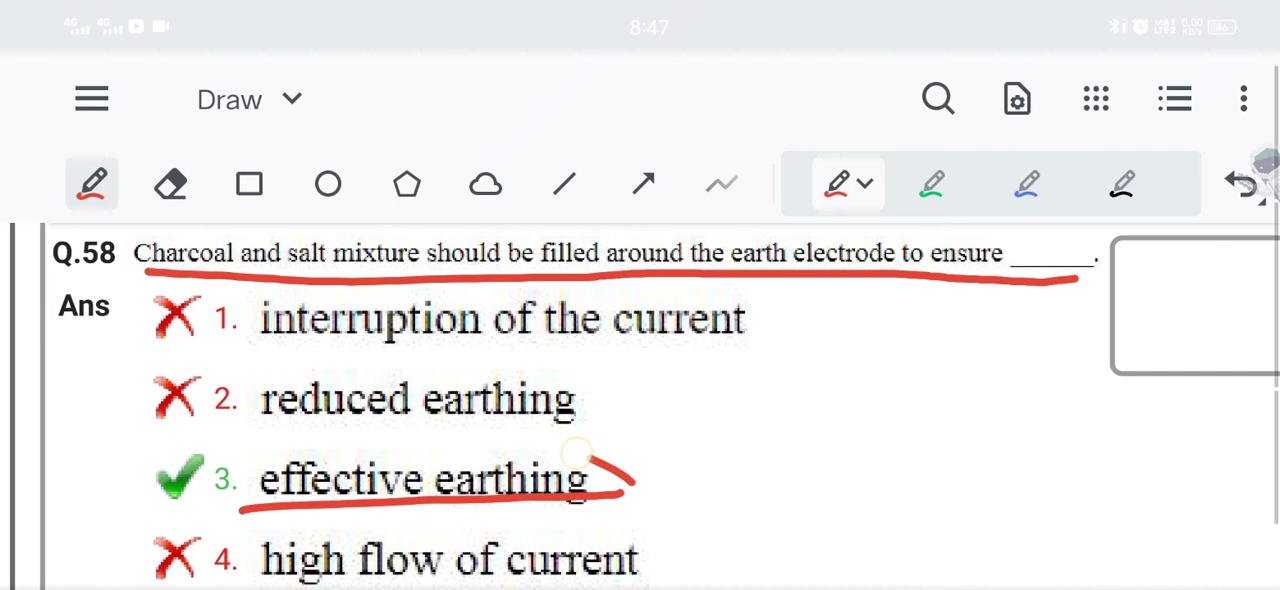 8:47
Draw
Q.58 Charcoal and salt mixture should be filled around the earth electrode to ensure ______.
Ans
1. interruption of the current
2. reduced earthing
3. effective earthing
4. high flow of current